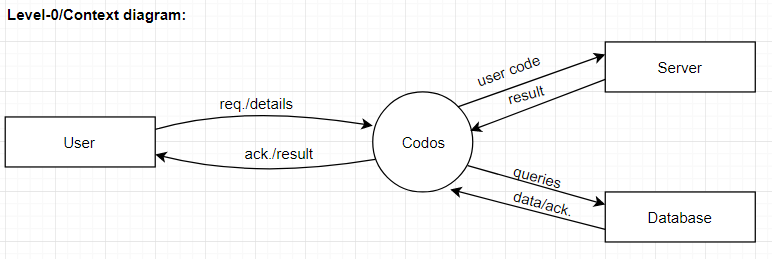 Level-0/Context diagram:
user code
Server
result
req./details
User
Codos
ack./result
queries
data/ack.
Database